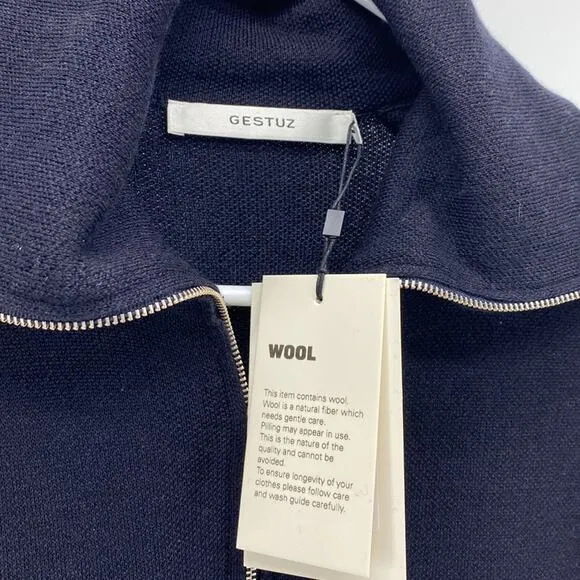 GESTUZ
WOOL
This item contains wool.
Wool is a natural fiber which
needs gentle care.
Pilling may appear in use.
This is the nature of the
quality and cannot be
avoided.
To ensure longevity of your
clothes please follow care
and wash guide carefully.